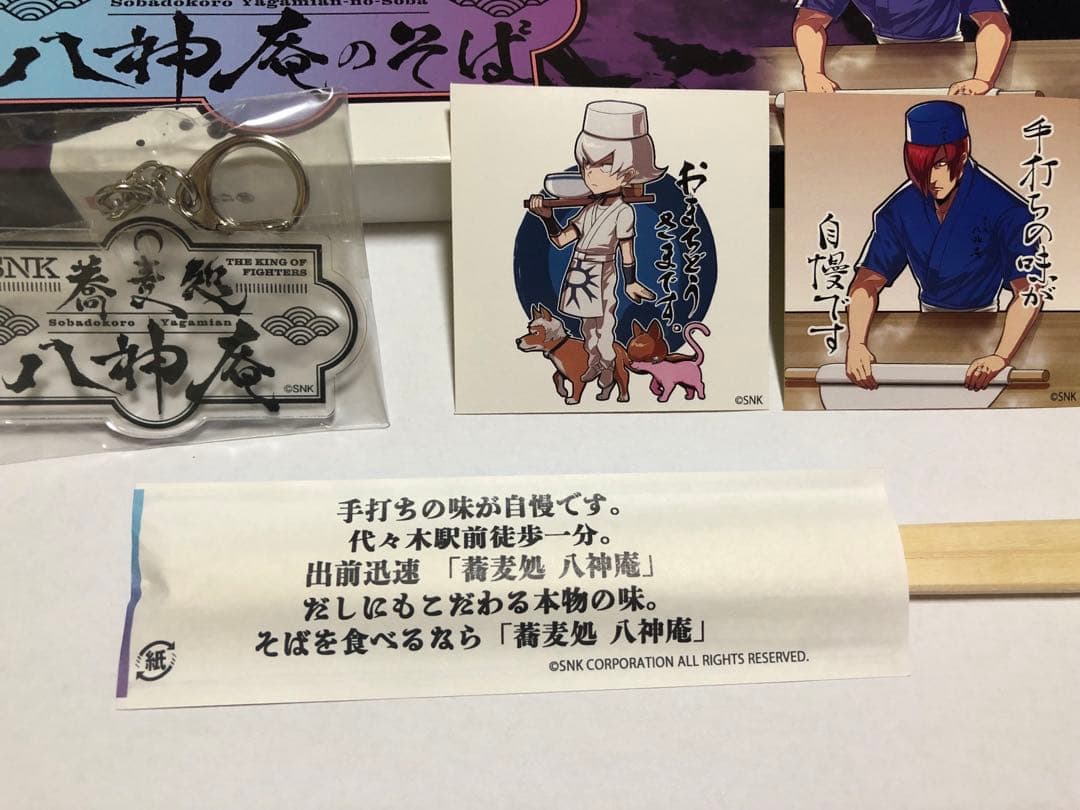 Sobadokoro Yagamian-no-Soba
八神庵のそば
SNK
THE KING OF
FIGHTERS
蕎麦処
Sobadokoro Yagamian
八神庵
©SNK
おまちどう
さまです。
©SNK
手打ちの味が
自慢です
©SNK
手打ちの味が自慢です。
代々木駅前徒歩一分。
出前迅速 「蕎麦処 八神庵」
だしにもこだわる本物の味。
そばを食べるなら「蕎麦処 八神庵」
紙
©SNK CORPORATION ALL RIGHTS RESERVED.